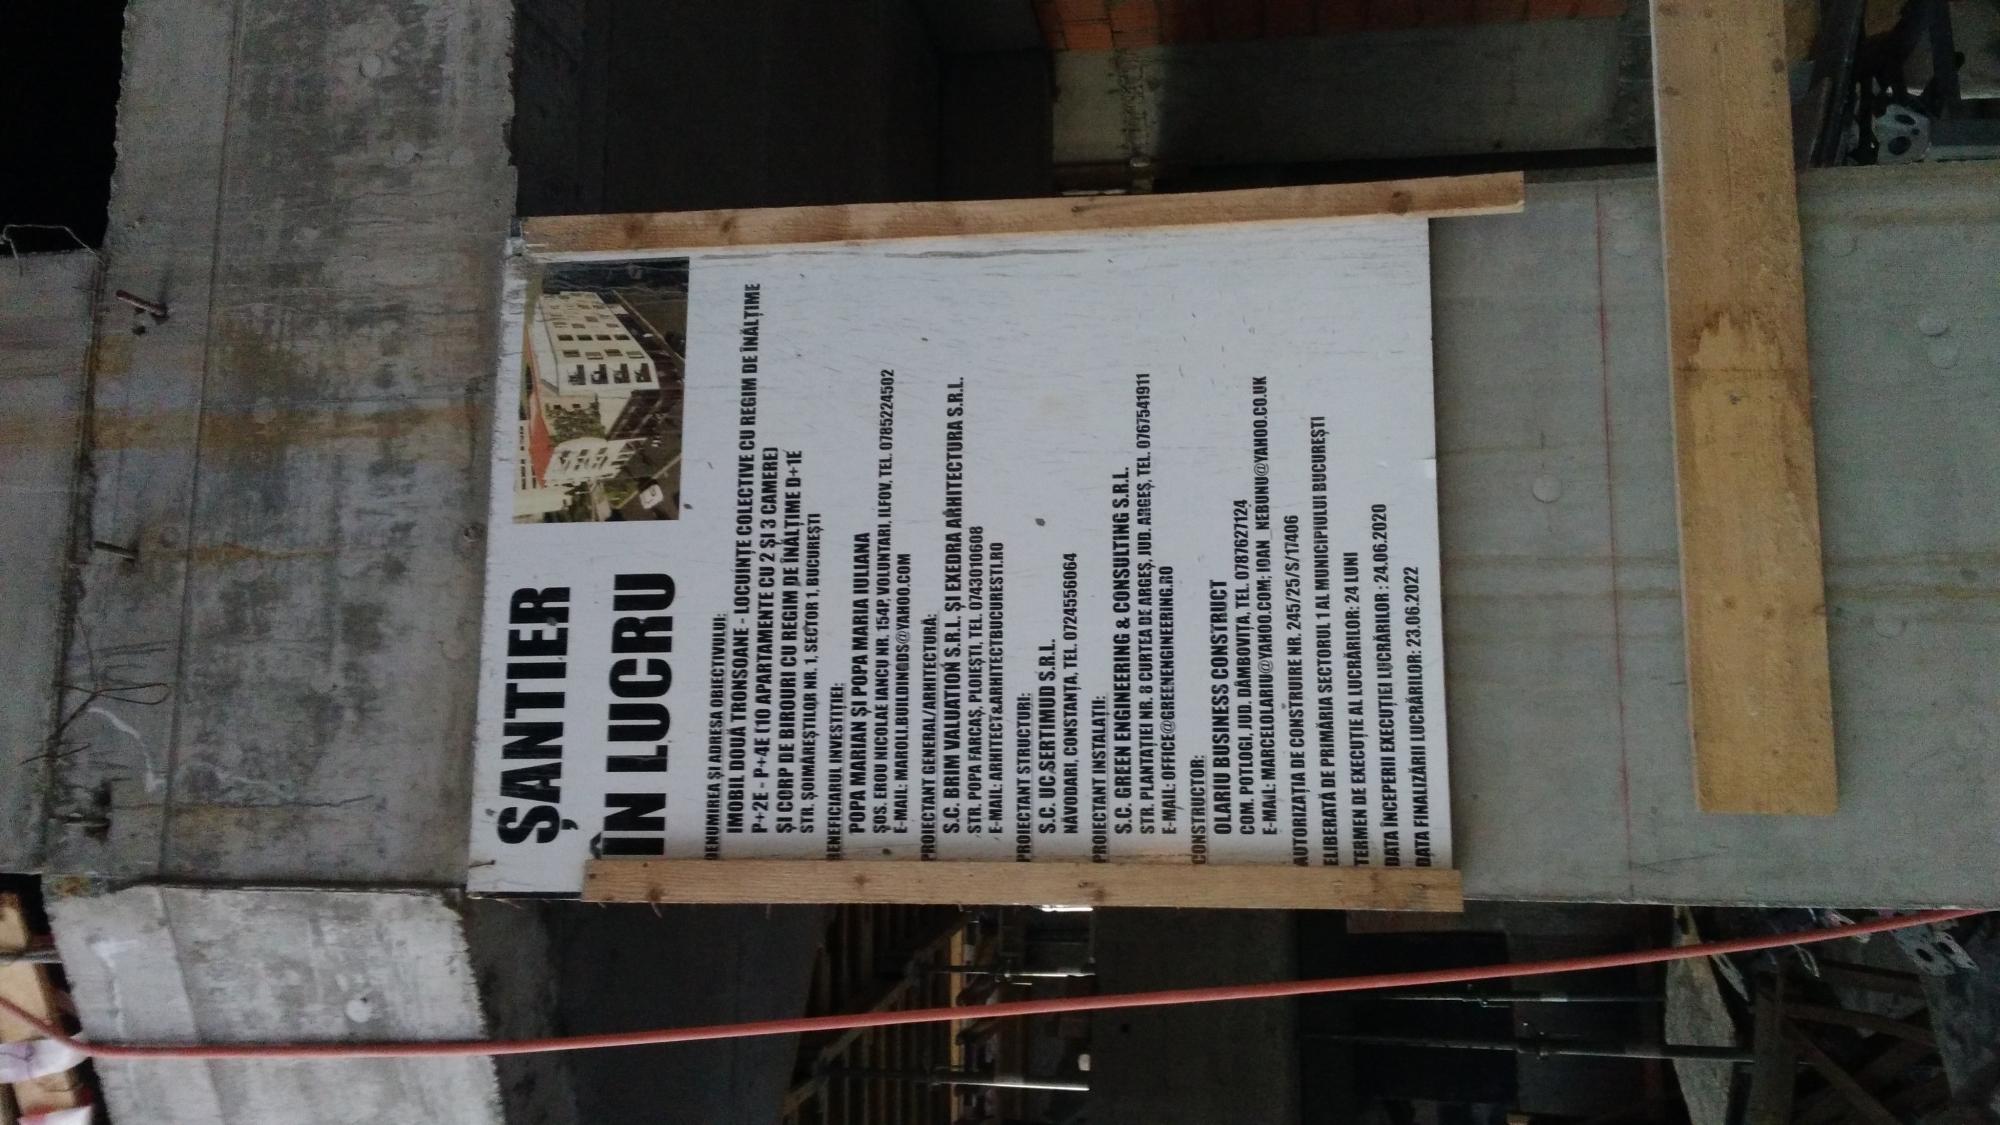 ȘANTIER
ÎN LUCRU
DENUMIREA ȘI ADRESA OBIECTIVULUI:
IMOBIL DOUĂ TRONSOANE - LOCUINȚE COLECTIVE CU REGIM DE ÎNĂLȚIME
P+2E - P+4E (10 APARTAMENTE CU 2 ȘI 3 CAMERE)
ȘI CORP DE BIROURI CU REGIM DE ÎNĂLȚIME D+1E
STR. ȘOIMĂREȘTILOR NR. 1, SECTOR 1, BUCUREȘTI
BENEFICIARUL INVESTIȚIEI:
POPA MARIAN ȘI POPA MARIA IULIANA
ȘOS. EROU NICOLAE IANCU NR. 154P, VOLUNTARI, ILFOV, TEL. 0785224502
E-MAIL: MAROLL.BUILDINGDS@YAHOO.COM
PROIECTANT GENERAL/ARHITECTURĂ:
S.C. BRIM VALUATION S.R.L. ȘI EXEDRA ARHITECTURA S.R.L.
STR. POPA FARCAȘ, PLOIEȘTI, TEL. 0743010608
E-MAIL: ARHITECT&ARHITECTBUCURESTI.RO
PROIECTANT STRUCTURI:
S.C. UC.SERTIMUD S.R.L.
NĂVODARI, CONSTANȚA, TEL. 0724556064
PROIECTANT INSTALAȚII:
S.C. GREEN ENGINEERING & CONSULTING S.R.L.
STR. PLANTAȚIEI NR. 8 CURTEA DE ARGEȘ, JUD. ARGEȘ, TEL. 0767541911
E-MAIL: OFFICE@GREENENGINEERING.RO
CONSTRUCTOR:
OLARIU BUSINESS CONSTRUCT
COM. POTLOGI, JUD. DÂMBOVIȚA, TEL. 0787627124
E-MAIL: MARCELOLARIU@YAHOO.COM; IOAN_NEBUNU@YAHOO.CO.UK
AUTORIZAȚIA DE CONSTRUIRE NR. 245/25/S/17406
ELIBERATĂ DE PRIMĂRIA SECTORUL 1 AL MUNICIPIULUI BUCUREȘTI
TERMEN DE EXECUȚIE AL LUCRĂRILOR: 24 LUNI
DATA ÎNCEPERII EXECUȚIEI LUCRĂRILOR : 24.06.2020
DATA FINALIZĂRII LUCRĂRILOR: 23.06.2022